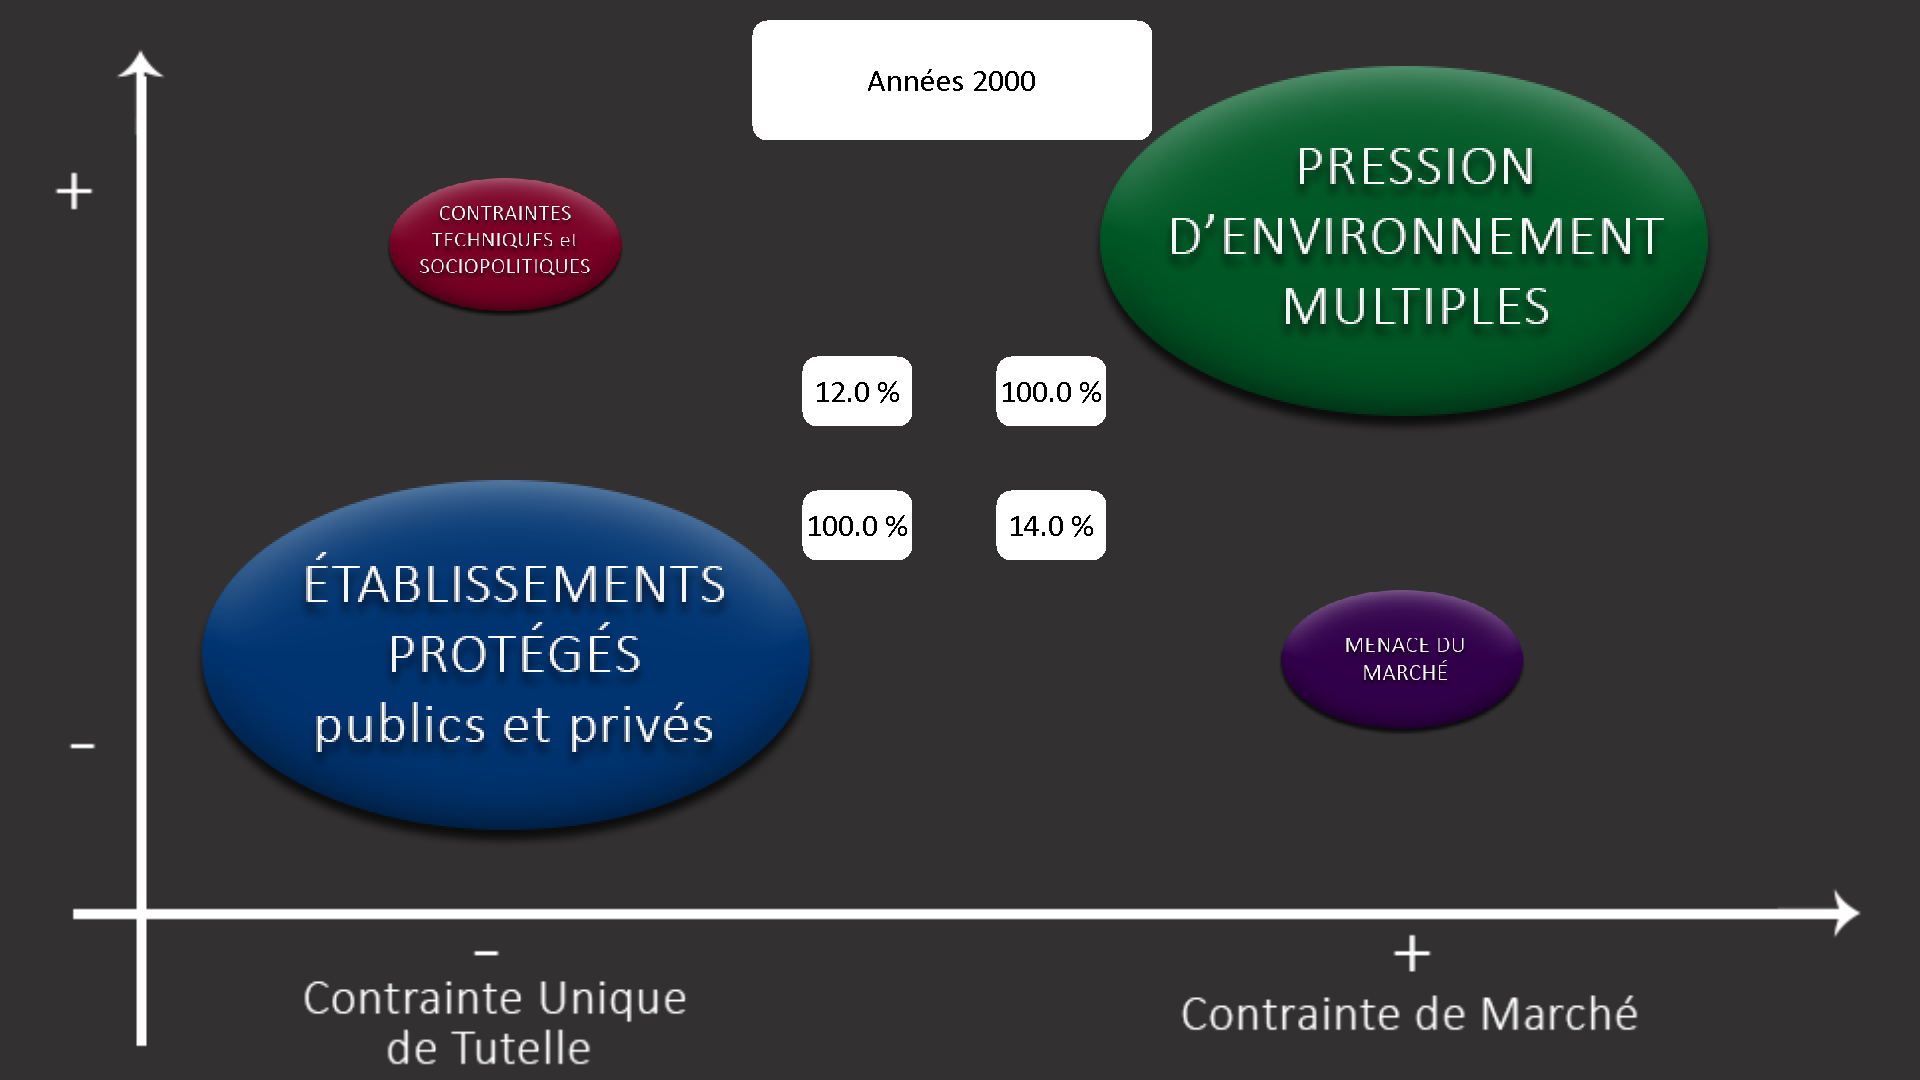 Années 2000
+
CONTRAINTES
TECHNIQUES et
SOCIOPOLITIQUES
PRESSION
D’ENVIRONNEMENT
MULTIPLES
12.0 %
100.0 %
100.0 %
14.0 %
ÉTABLISSEMENTS
PROTÉGÉS
publics et privés
MENACE DU
MARCHÉ
–
–
Contrainte Unique
de Tutelle
+
Contrainte de Marché